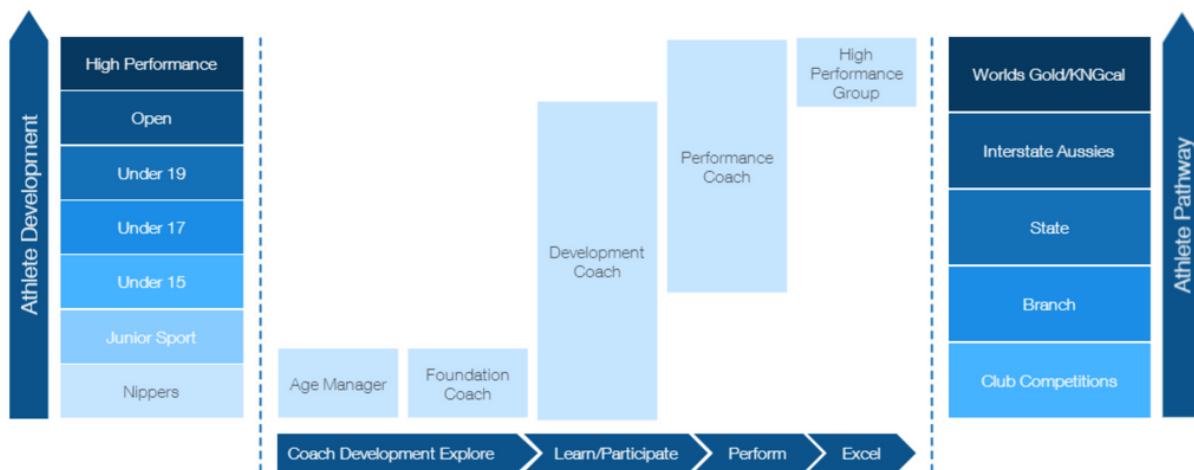 Athlete Development
High Performance
Open
Under 19
Under 17
Under 15
Junior Sport
Nippers
Age Manager
Foundation
Coach
Development
Coach
Performance
Coach
High
Performance
Group
Coach Development Explore
Learn/Participate
Perform
Excel
Worlds Gold/KNGcal
Interstate Aussies
State
Branch
Club Competitions
Athlete Pathway